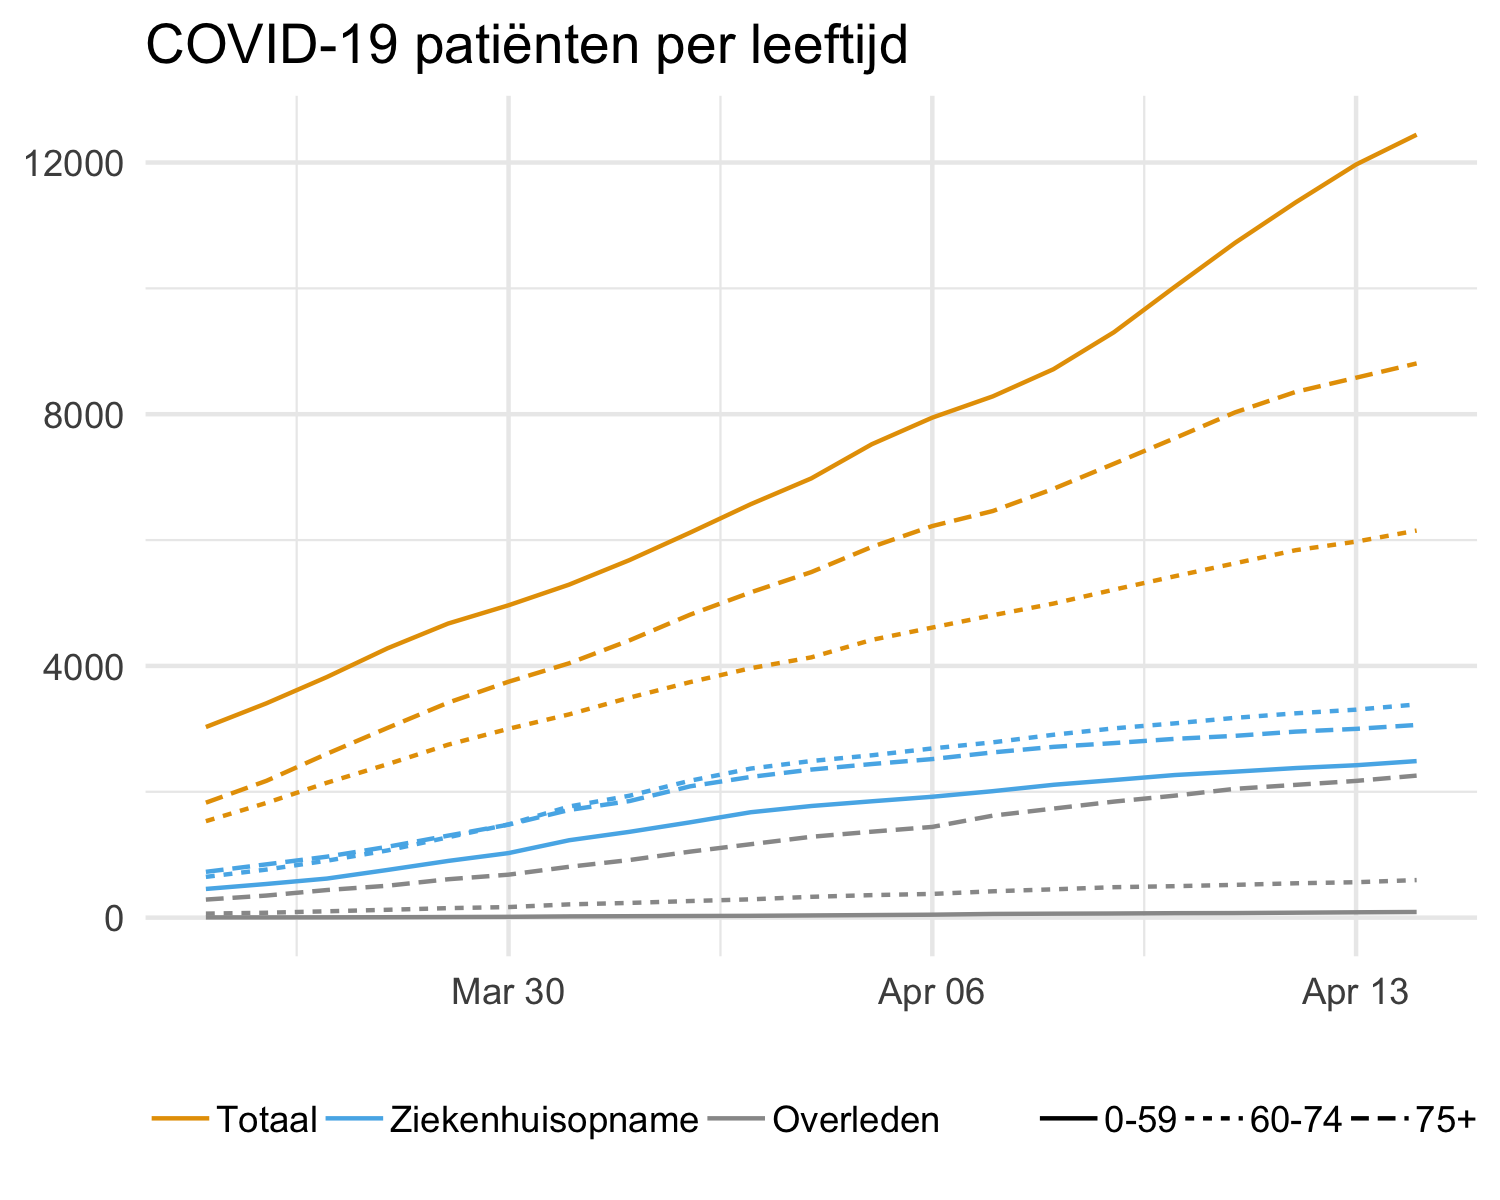 COVID-19 patiënten per leeftijd
12000
8000
4000
0
Mar 30 Apr 06 Apr 13
Totaal Ziekenhuisopname Overleden 0-59 60-74 75+